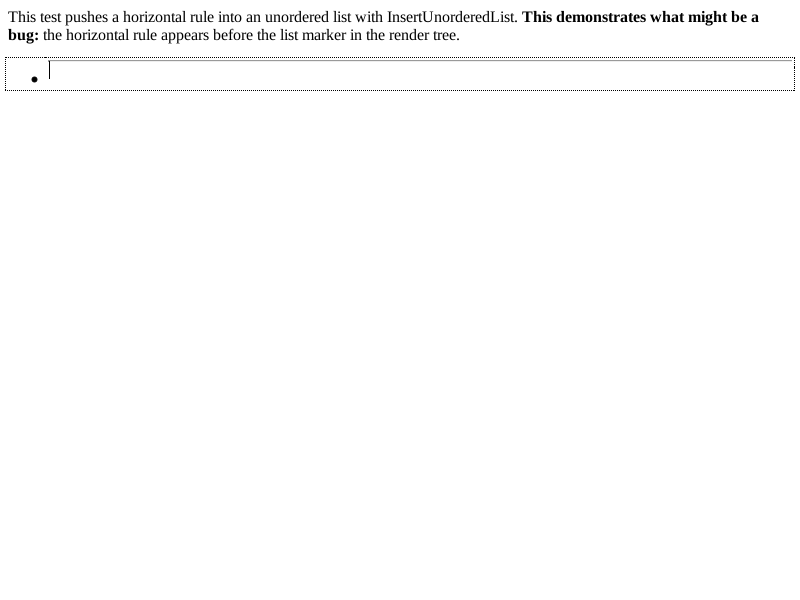 This test pushes a horizontal rule into an unordered list with InsertUnorderedList. This demonstrates what might be a
bug: the horizontal rule appears before the list marker in the render tree.